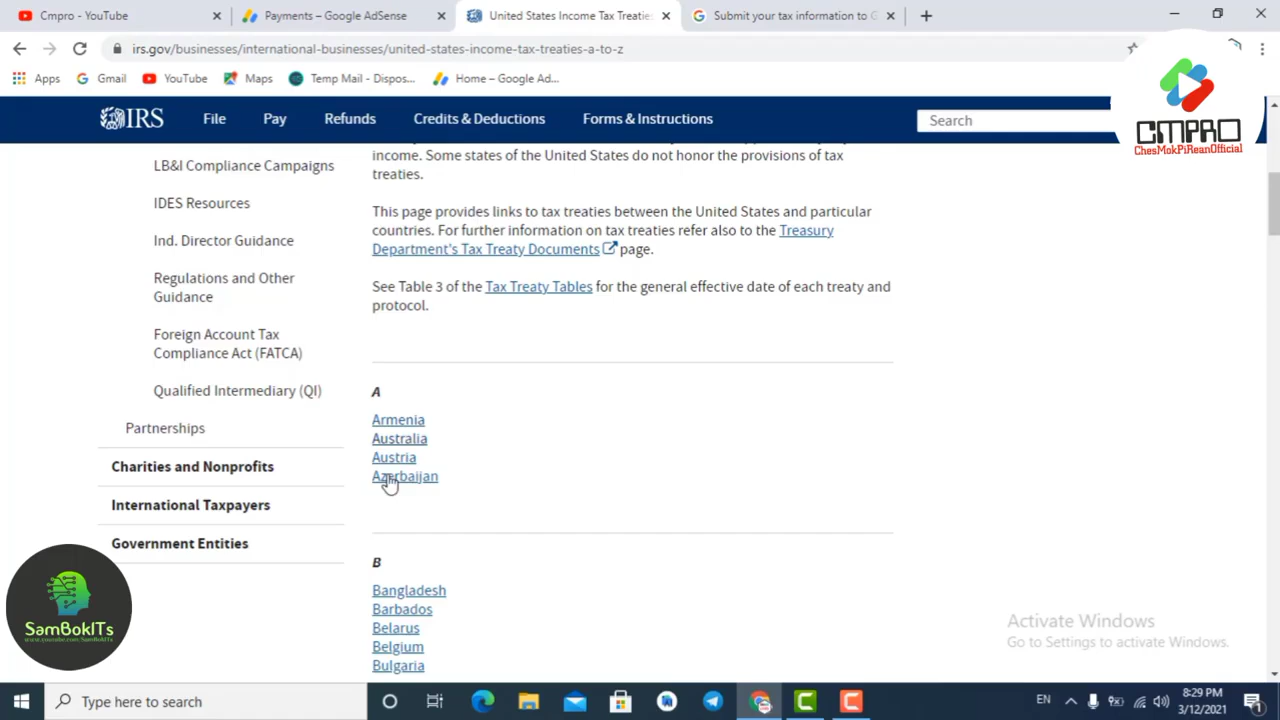 Cmpro - YouTube
Payments – Google AdSense
United States Income Tax Treatie
Submit your tax information to G
irs.gov/businesses/international-businesses/united-states-income-tax-treaties-a-to-z
Apps
Gmail
YouTube
Maps
Temp Mail - Dispos...
Home – Google Ad...
CMPRO
ChesMokPiReanOfficial
IRS
File
Pay
Refunds
Credits & Deductions
Forms & Instructions
Search
LB&I Compliance Campaigns
IDES Resources
Ind. Director Guidance
Regulations and Other
Guidance
Foreign Account Tax
Compliance Act (FATCA)
Qualified Intermediary (QI)
Partnerships
Charities and Nonprofits
International Taxpayers
Government Entities
income. Some states of the United States do not honor the provisions of tax
treaties.
This page provides links to tax treaties between the United States and particular
countries. For further information on tax treaties refer also to the Treasury
Department's Tax Treaty Documents page.
See Table 3 of the Tax Treaty Tables for the general effective date of each treaty and
protocol.
A
Armenia
Australia
Austria
Azerbaijan
B
Bangladesh
Barbados
Belarus
Belgium
Bulgaria
SamBokITs
Activate Windows
Go to Settings to activate Windows.
Type here to search
EN
8:29 PM
3/12/2021
1